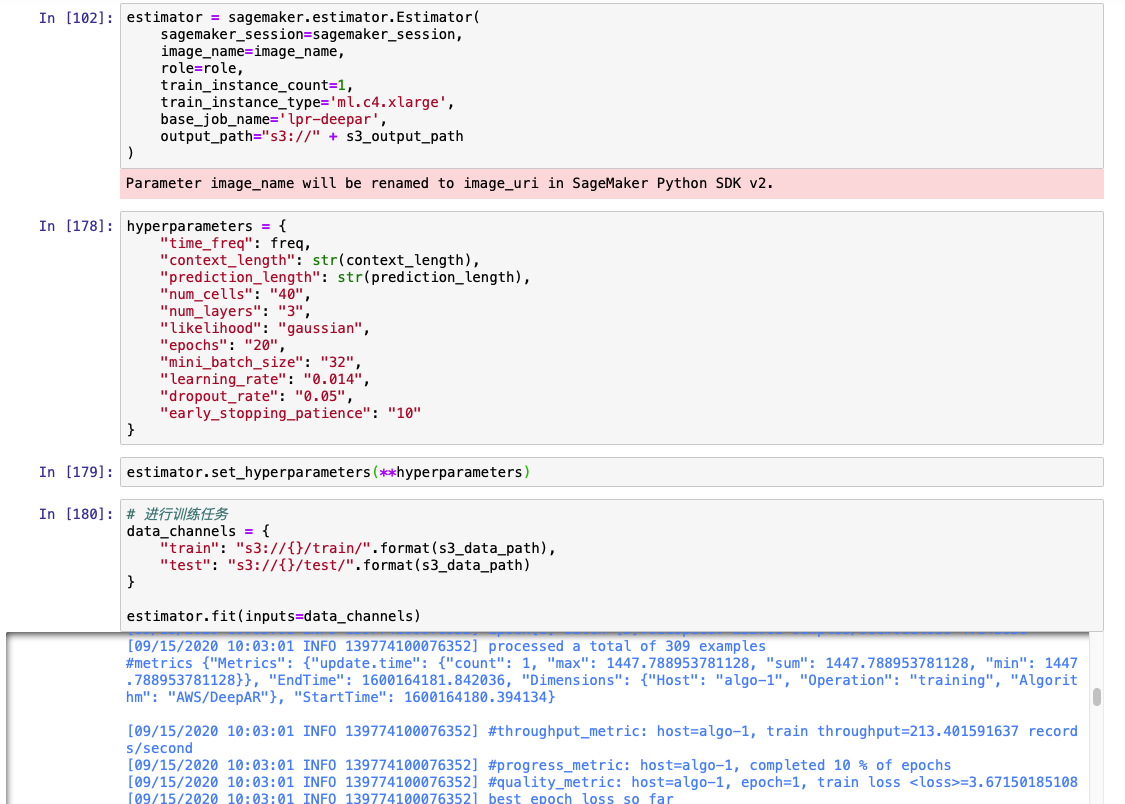 In [102]: estimator = sagemaker.estimator.Estimator(
sagemaker_session=sagemaker_session,
image_name=image_name,
role=role,
train_instance_count=1,
train_instance_type='ml.c4.xlarge',
base_job_name='lpr-deepar',
output_path="s3://" + s3_output_path
)
Parameter image_name will be renamed to image_uri in SageMaker Python SDK v2.
In [178]: hyperparameters = {
"time_freq": freq,
"context_length": str(context_length),
"prediction_length": str(prediction_length),
"num_cells": "40",
"num_layers": "3",
"likelihood": "gaussian",
"epochs": "20",
"mini_batch_size": "32",
"learning_rate": "0.014",
"dropout_rate": "0.05",
"early_stopping_patience": "10"
}
In [179]: estimator.set_hyperparameters(**hyperparameters)
In [180]: # 进行训练任务
data_channels = {
"train": "s3://{}/train/".format(s3_data_path),
"test": "s3://{}/test/".format(s3_data_path)
}
estimator.fit(inputs=data_channels)
[09/15/2020 10:03:01 INFO 139774100076352] processed a total of 309 examples
#metrics {"Metrics": {"update.time": {"count": 1, "max": 1447.788953781128, "sum": 1447.788953781128, "min": 1447
.788953781128}}, "EndTime": 1600164181.842036, "Dimensions": {"Host": "algo-1", "Operation": "training", "Algorit
hm": "AWS/DeepAR"}, "StartTime": 1600164180.394134}
[09/15/2020 10:03:01 INFO 139774100076352] #throughput_metric: host=algo-1, train throughput=213.401591637 record
s/second
[09/15/2020 10:03:01 INFO 139774100076352] #progress_metric: host=algo-1, completed 10 % of epochs
[09/15/2020 10:03:01 INFO 139774100076352] #quality_metric: host=algo-1, epoch=1, train loss <loss>=3.67150185108
[09/15/2020 10:03:01 INFO 139774100076352] best epoch loss so far